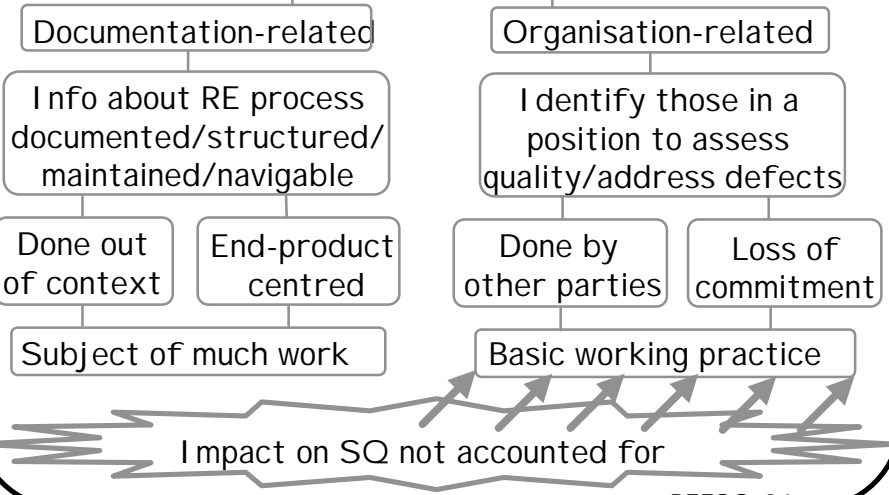 Documentation-related
Organisation-related
Info about RE process
documented/structured/
maintained/navigable
Identify those in a
position to assess
quality/address defects
Done out
of context
End-product
centred
Done by
other parties
Loss of
commitment
Subject of much work
Basic working practice
Impact on SQ not accounted for